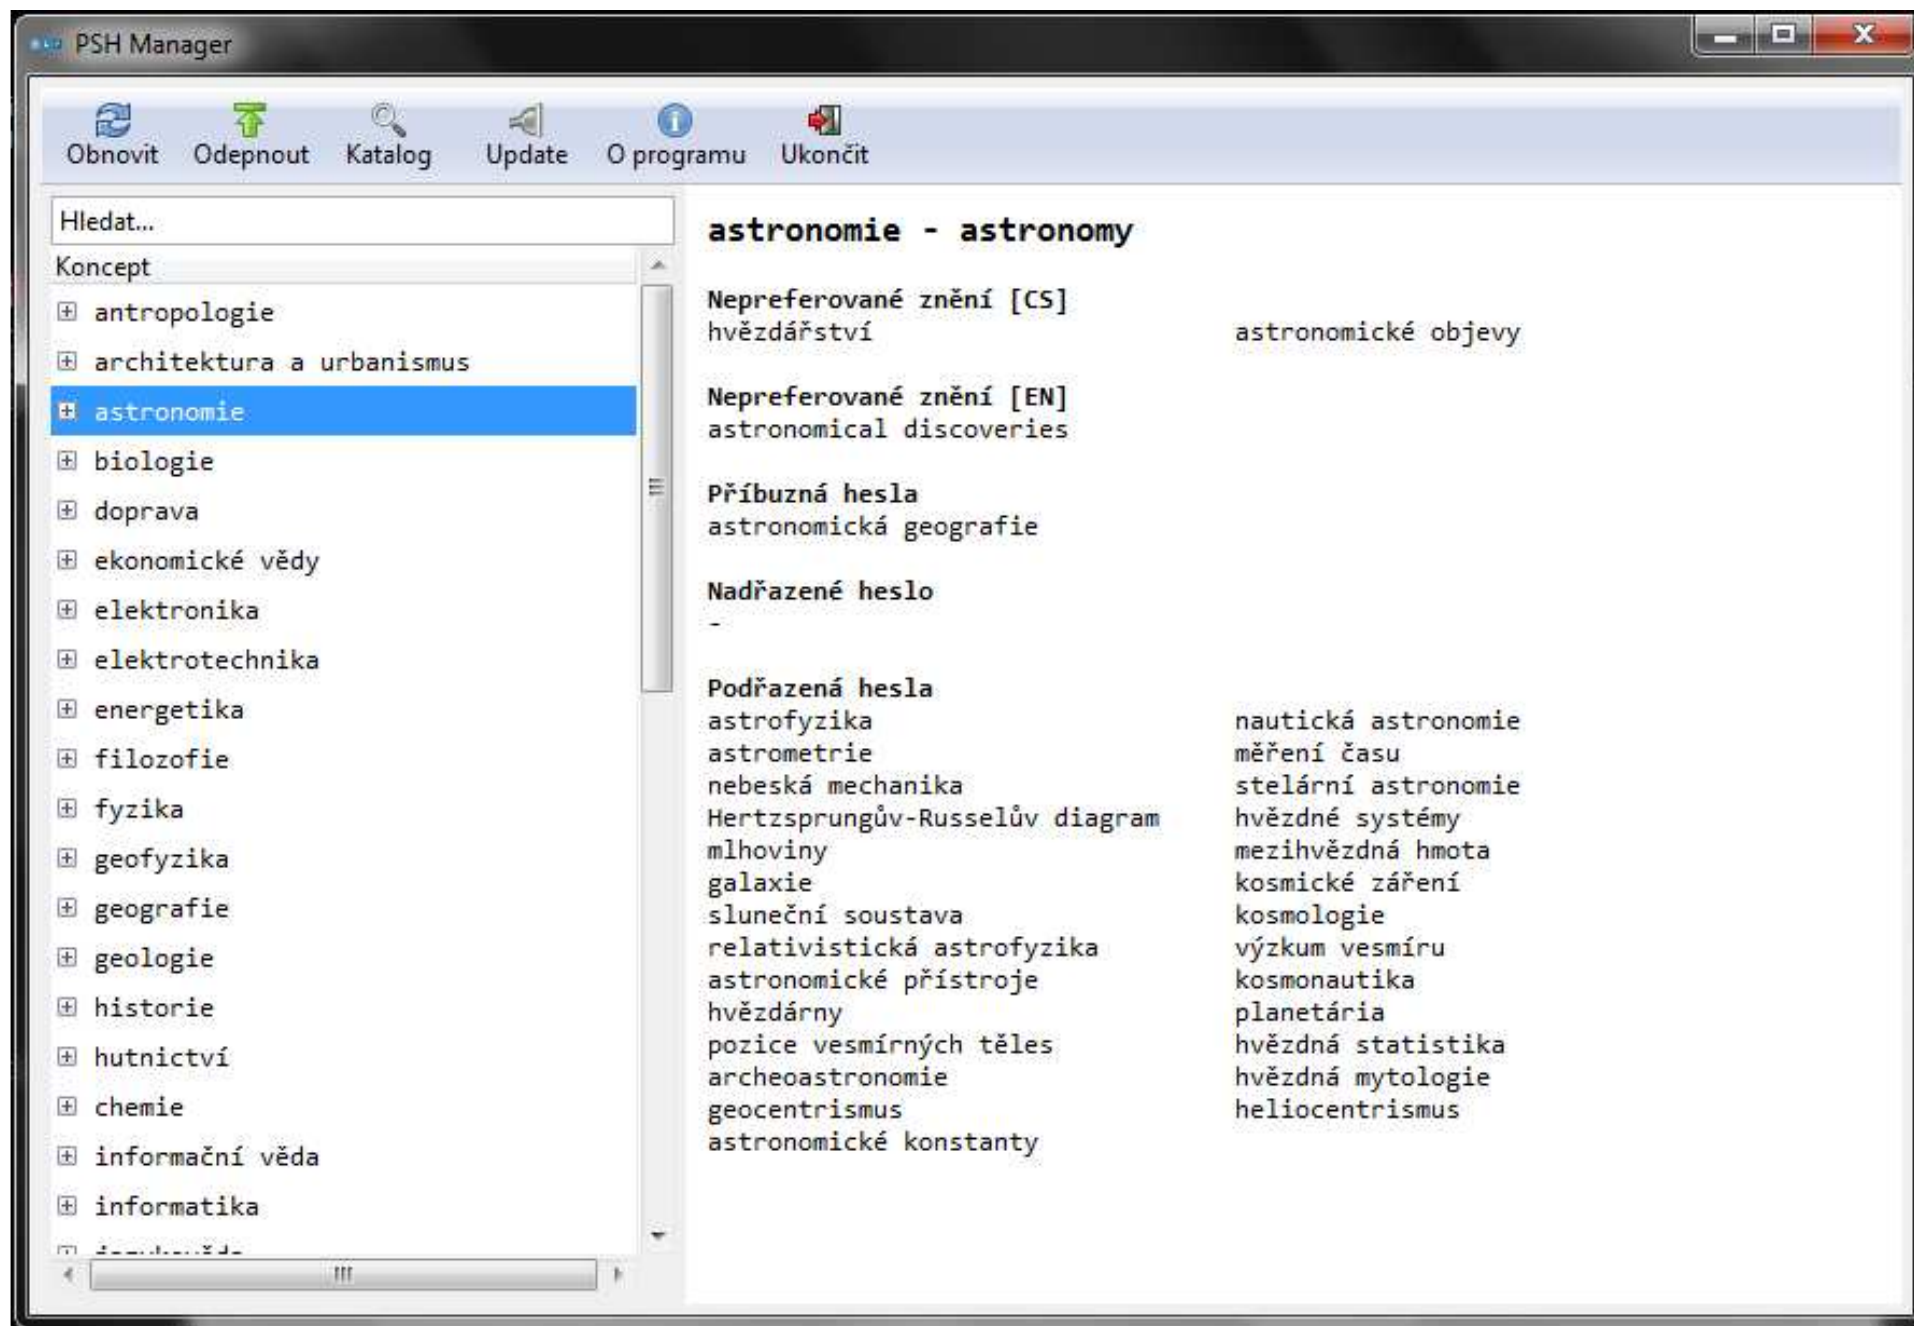 PSH Manager
Obnovit Odepnout Katalog Update O programu Ukončit
Hledat...
Koncept
antropologie
architektura a urbanismus
astronomie
biologie
doprava
ekonomické vědy
elektronika
elektrotechnika
energetika
filozofie
fyzika
geofyzika
geografie
geologie
historie
hutnictví
chemie
informační věda
informatika
astronomie - astronomy
Nepreferované znění [CS]
hvězdářství astronomické objevy
Nepreferované znění [EN]
astronomical discoveries
Příbuzná hesla
astronomická geografie
Nadřazené heslo
-
Podřazená hesla
astrofyzika nautická astronomie
astrometrie měření času
nebeská mechanika stelární astronomie
Hertzsprungův-Russelův diagram hvězdné systémy
mlhoviny mezihvězdná hmota
galaxie kosmické záření
sluneční soustava kosmologie
relativistická astrofyzika výzkum vesmíru
astronomické přístroje kosmonautika
hvězdárny planetária
pozice vesmírných těles hvězdná statistika
archeoastronomie hvězdná mytologie
geocentrismus heliocentrismus
astronomické konstanty